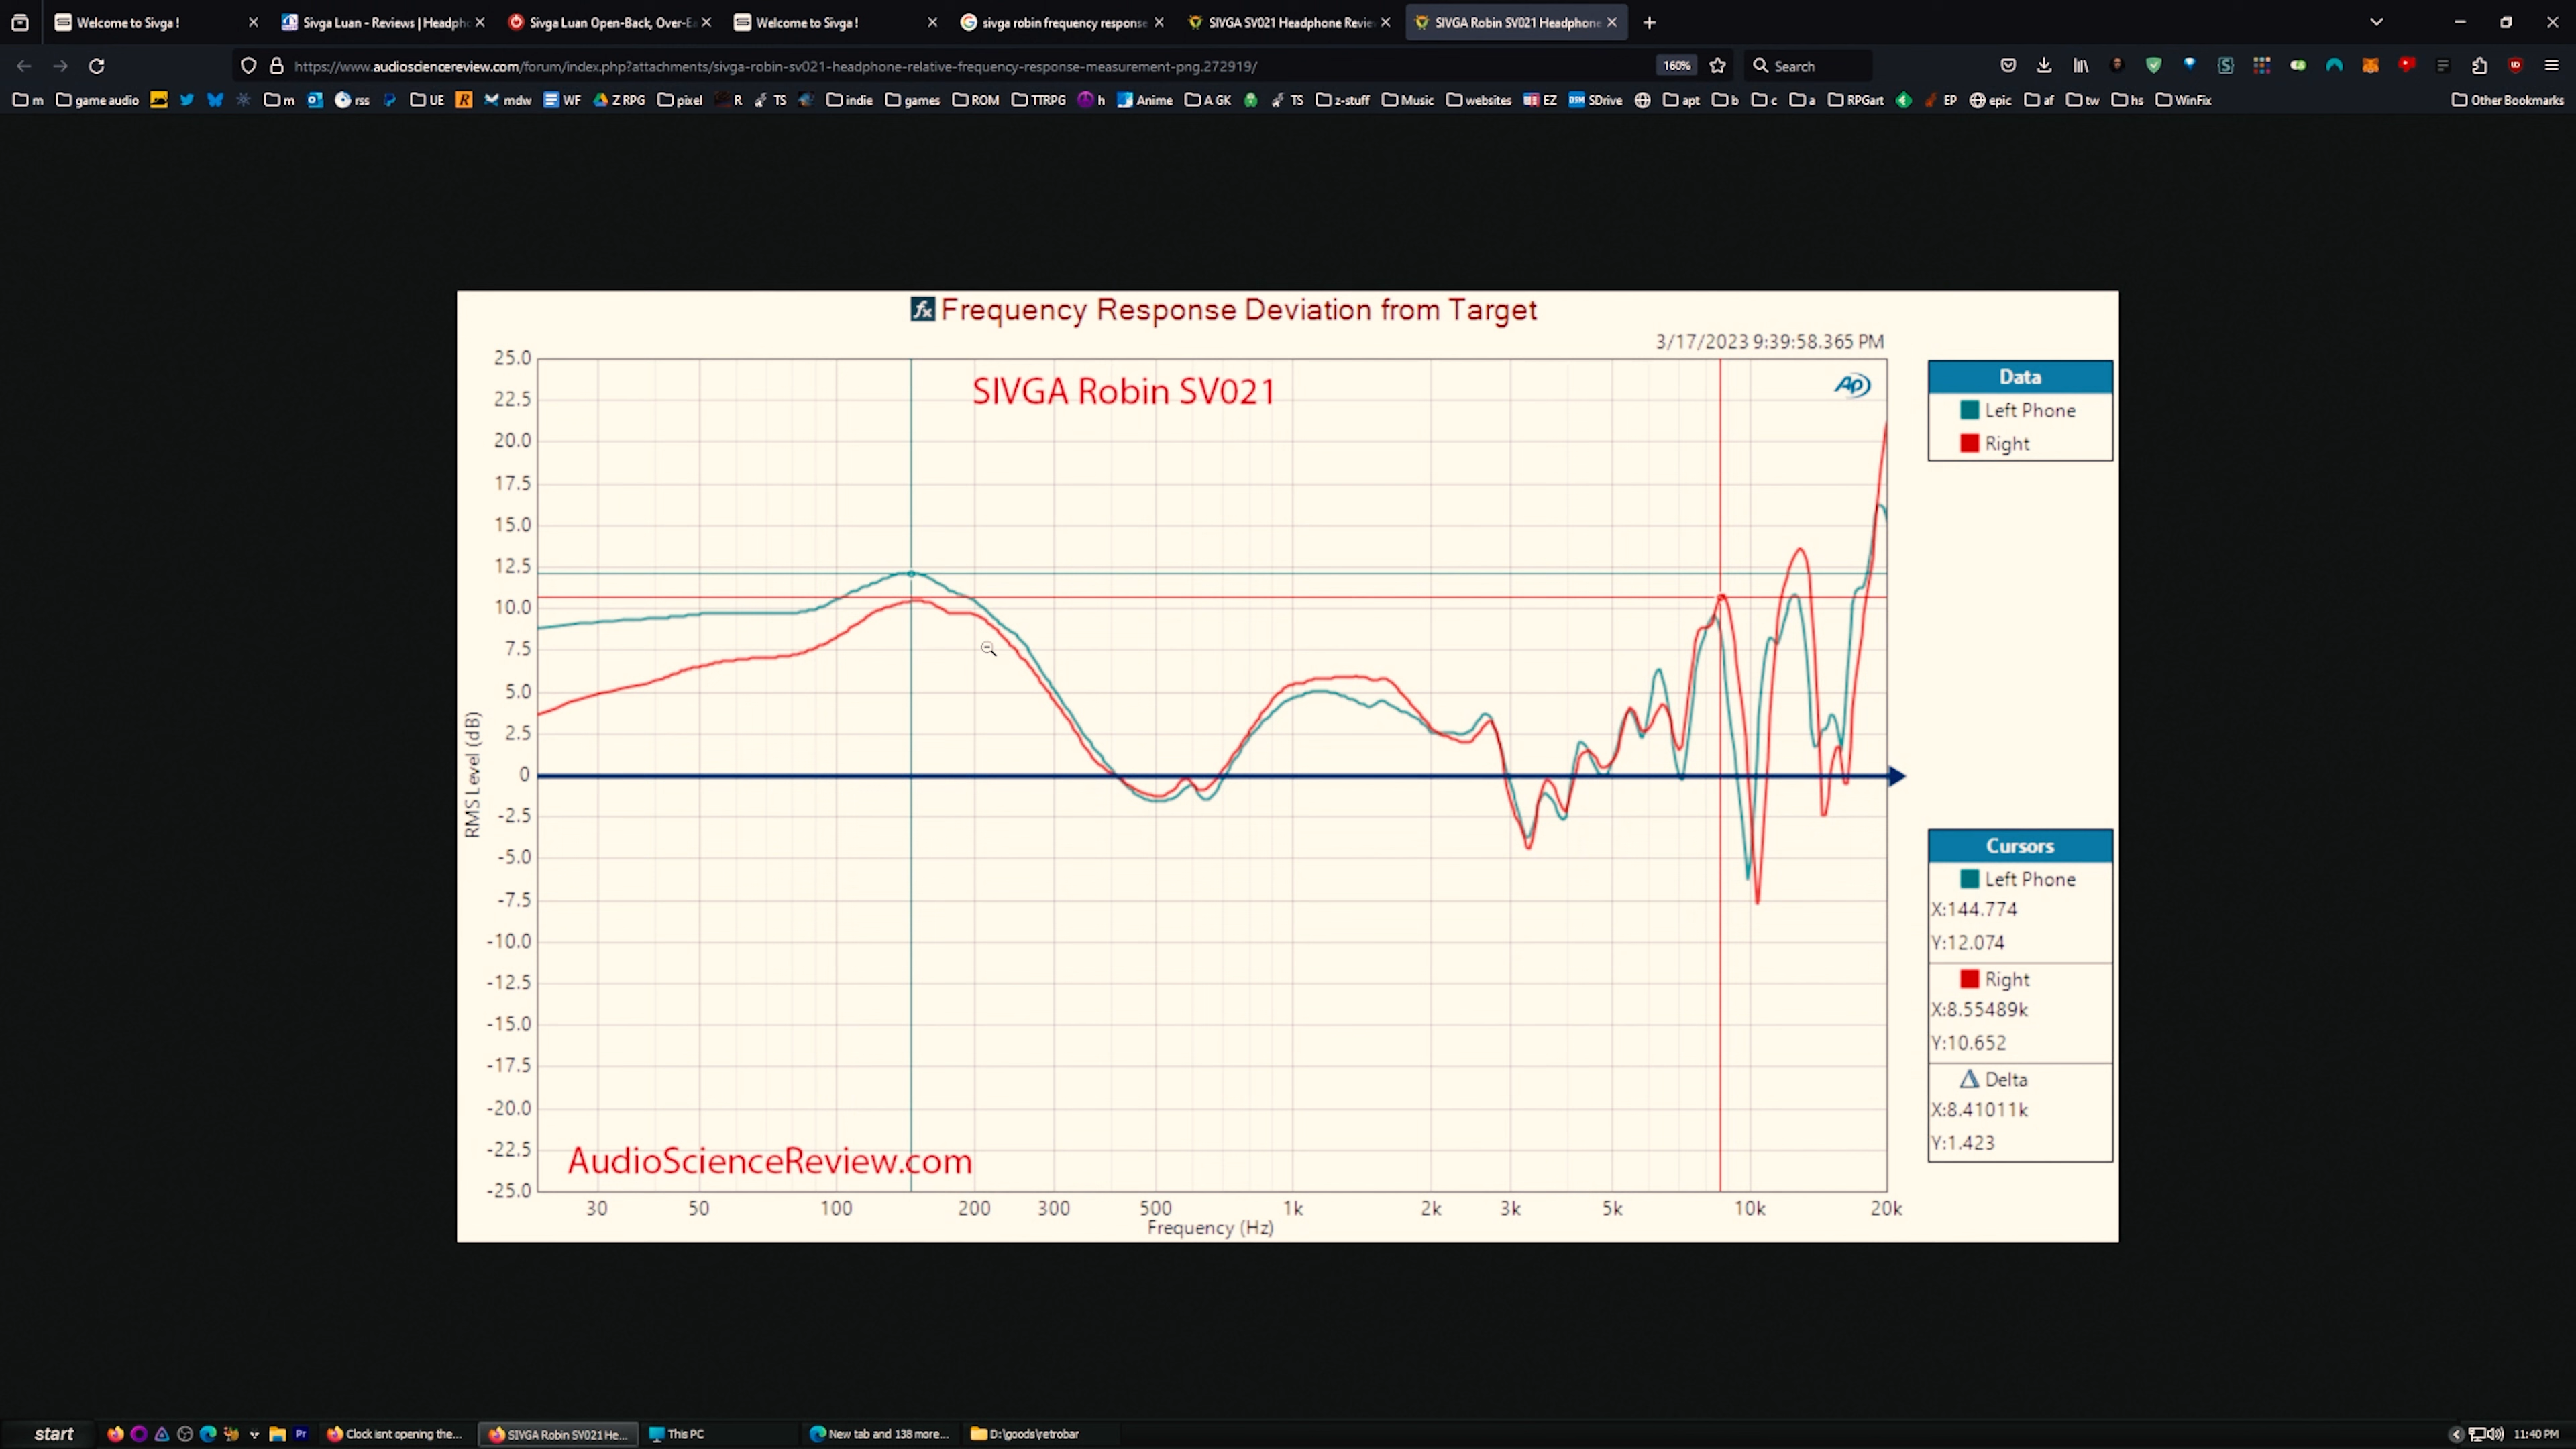 Welcome to Sivga !
Sivga Luan - Reviews | Headph
Sivga Luan Open-Back, Over-Ea
Welcome to Sivga !
sivga robin frequency response
SIVGA SV021 Headphone Revie
SIVGA Robin SV021 Headphone
https://www.audiosciencereview.com/forum/index.php?attachments/sivga-robin-sv021-headphone-relative-frequency-response-measurement-png.272919/
160%
Search
m
game audio
m
rss
UE
mdw
WF
Z RPG
pixel
R
TS
indie
games
ROM
TTRPG
h
Anime
A GK
TS
z-stuff
Music
websites
EZ
SDrive
apt
b
c
a
RPGart
EP
epic
af
tw
hs
WinFix
Other Bookmarks
Frequency Response Deviation from Target
3/17/2023 9:39:58.365 PM
SIVGA Robin SV021
AP
RMS Level (dB)
25.0
22.5
20.0
17.5
15.0
12.5
10.0
7.5
5.0
2.5
0
-2.5
-5.0
-7.5
-10.0
-12.5
-15.0
-17.5
-20.0
-22.5
-25.0
AudioScienceReview.com
30 50 100 200 300 500 1k 2k 3k 5k 10k 20k
Frequency (Hz)
Data
Left Phone
Right
Cursors
Left Phone
X:144.774
Y:12.074
Right
X:8.55489k
Y:10.652
Delta
X:8.41011k
Y:1.423
start
Pr
Clock isnt opening the...
SIVGA Robin SV021 He...
This PC
New tab and 138 more...
D:\goods\retrobar
11:40 PM